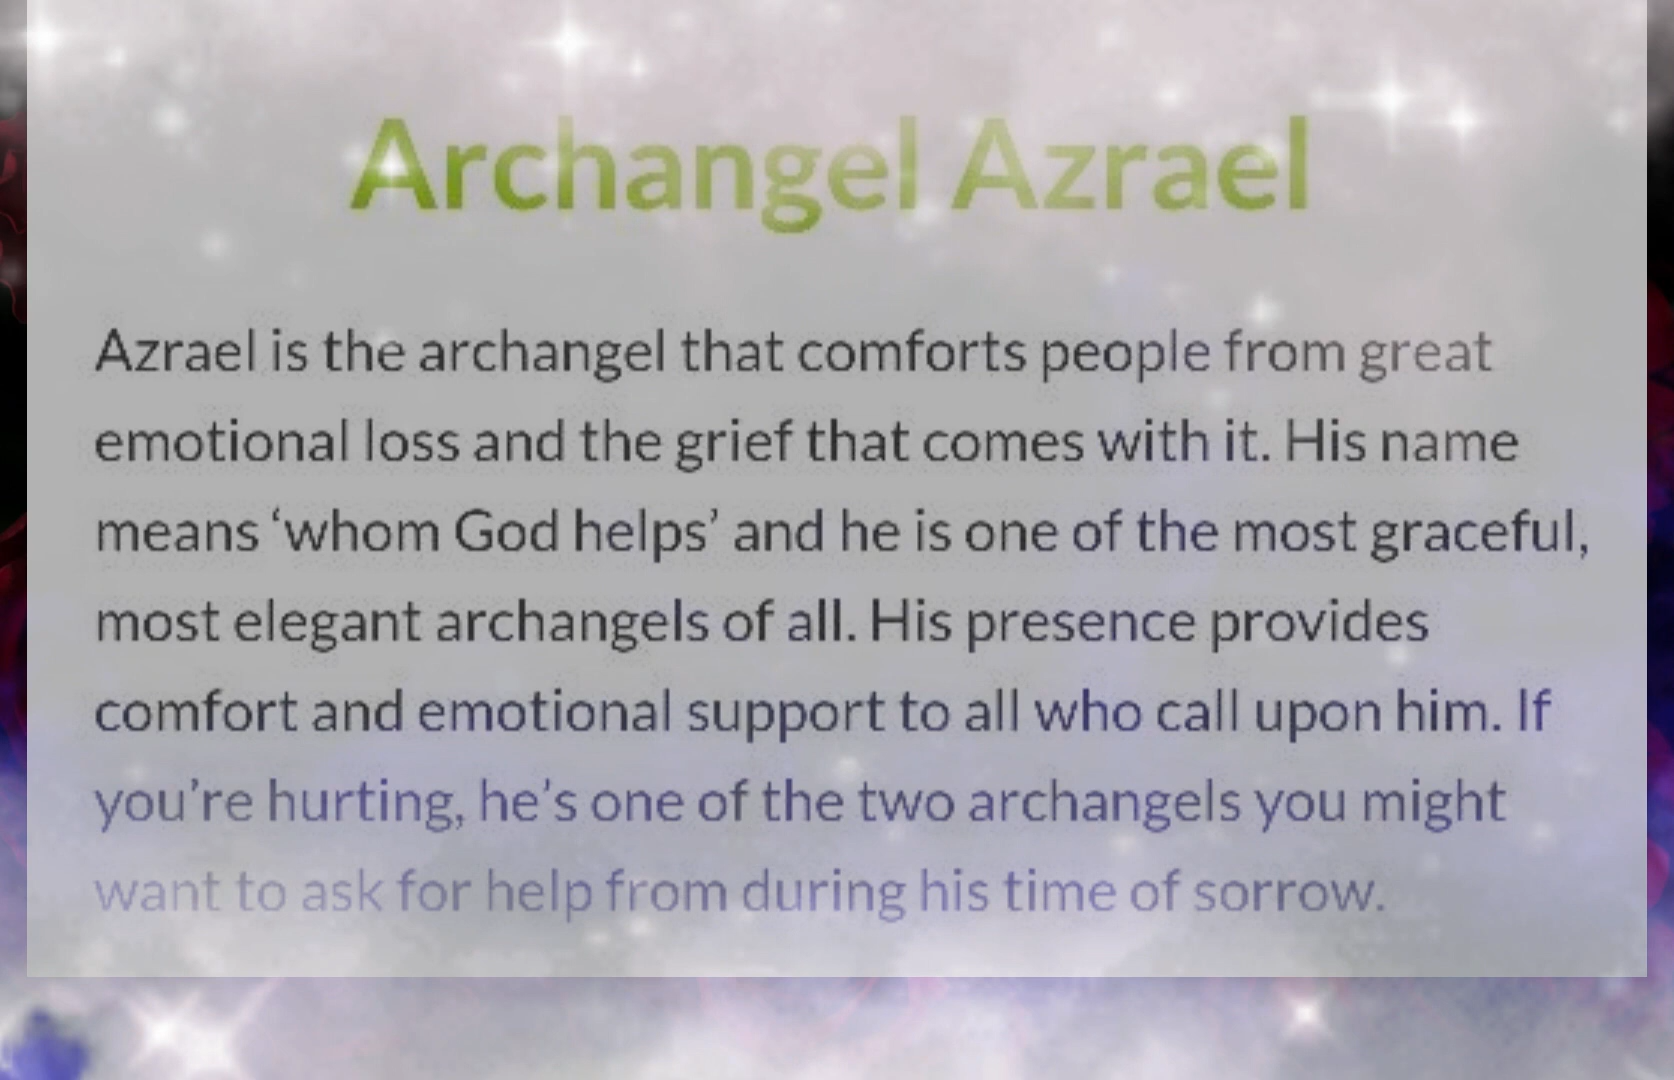 Archangel Azrael
Azrael is the archangel that comforts people from great
emotional loss and the grief that comes with it. His name
means ‘whom God helps’ and he is one of the most graceful,
most elegant archangels of all. His presence provides
comfort and emotional support to all who call upon him. If
you’re hurting, he’s one of the two archangels you might
want to ask for help from during his time of sorrow.